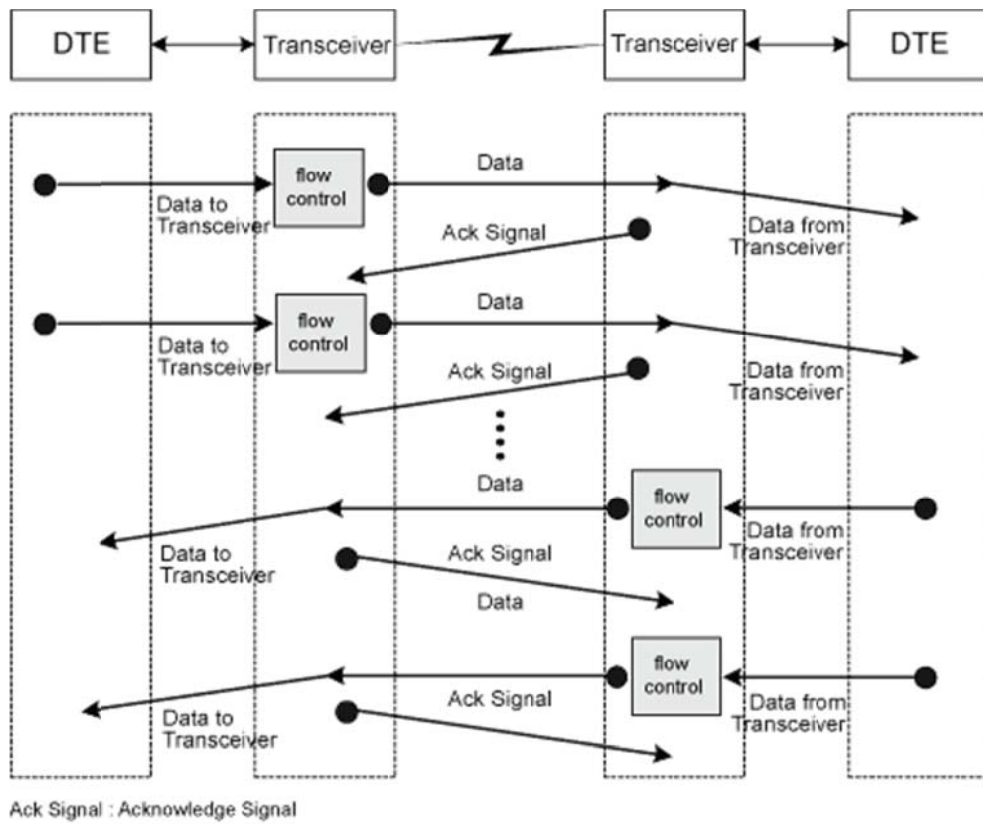 DTE
Transceiver
Transceiver
DTE
flow
control
Data
Data to
Transceiver
Data from
Transceiver
Ack Signal
flow
control
Data
Data to
Transceiver
Data from
Transceiver
Ack Signal
Data
flow
control
Data to
Transceiver
Data from
Transceiver
Ack Signal
Data
flow
control
Data to
Transceiver
Ack Signal
Data from
Transceiver
Ack Signal : Acknowledge Signal